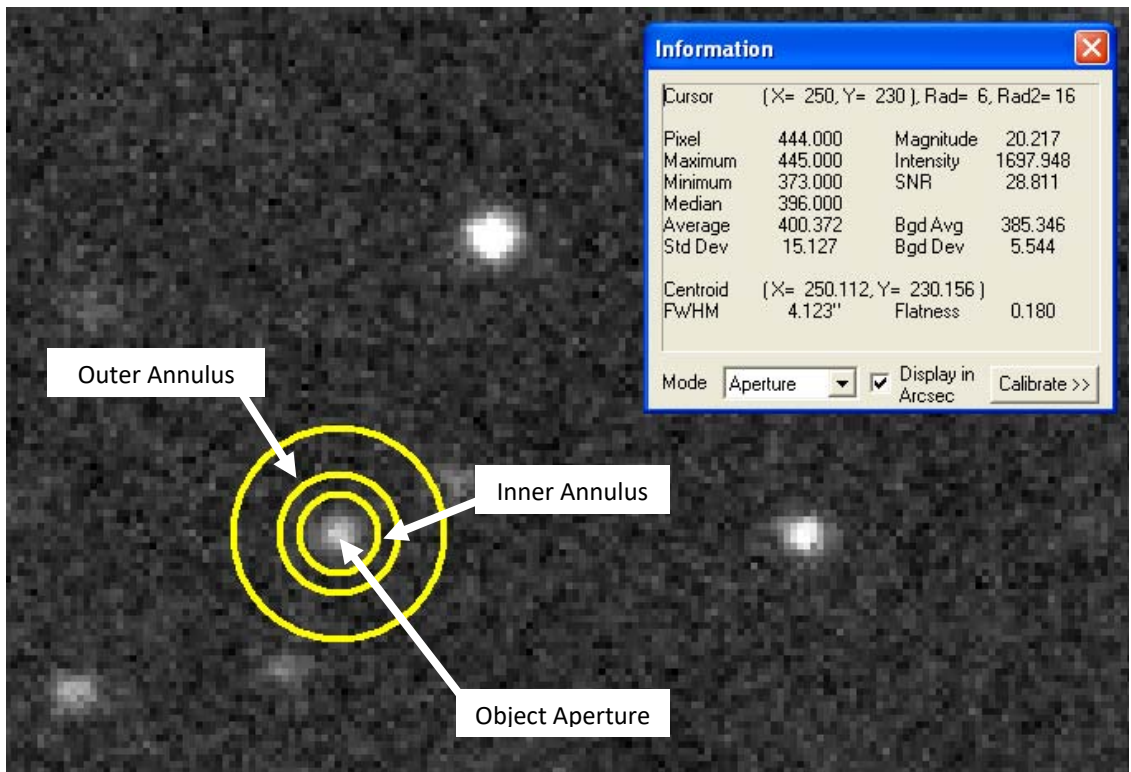 Information
Cursor (X= 250, Y= 230 ), Rad= 6, Rad2= 16
Pixel 444.000 Magnitude 20.217
Maximum 445.000 Intensity 1697.948
Minimum 373.000 SNR 28.811
Median 396.000
Average 400.372 Bgd Avg 385.346
Std Dev 15.127 Bgd Dev 5.544
Centroid (X= 250.112, Y= 230.156 )
FWHM 4.123" Flatness 0.180
Mode Aperture Display in Arcsec Calibrate >>
Outer Annulus
Inner Annulus
Object Aperture